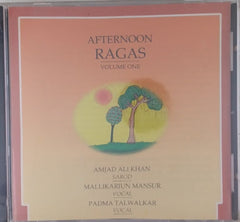 AFTERNOON
RAGAS
VOLUME ONE
AMJAD ALI KHAN
SAROD
MALLIKARJUN MANSUR
VOCAL
PADMA TALWALKAR
VOCAL